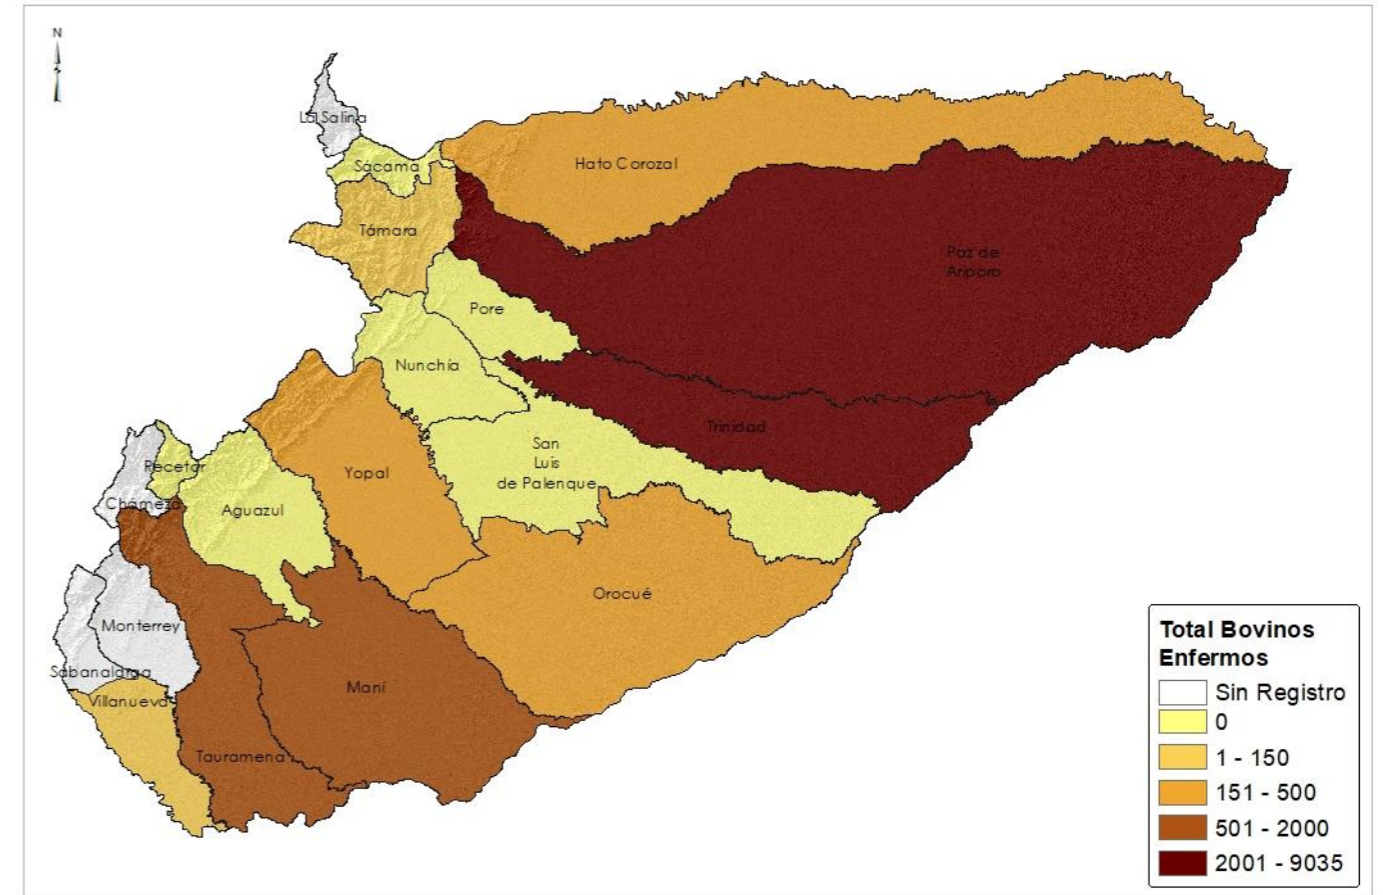 N
La Salina
Sácama
Hato Corozal
Támara
Paz de
Ariporo
Pore
Nunchía
Trinidad
San
Luis
de Palenque
Recetor
Yopal
Chámeza
Aguazul
Orocué
Monterrey
Sabanalarga
Maní
Villanueva
Tauramena
Total Bovinos
Enfermos
Sin Registro
0
1 - 150
151 - 500
501 - 2000
2001 - 9035